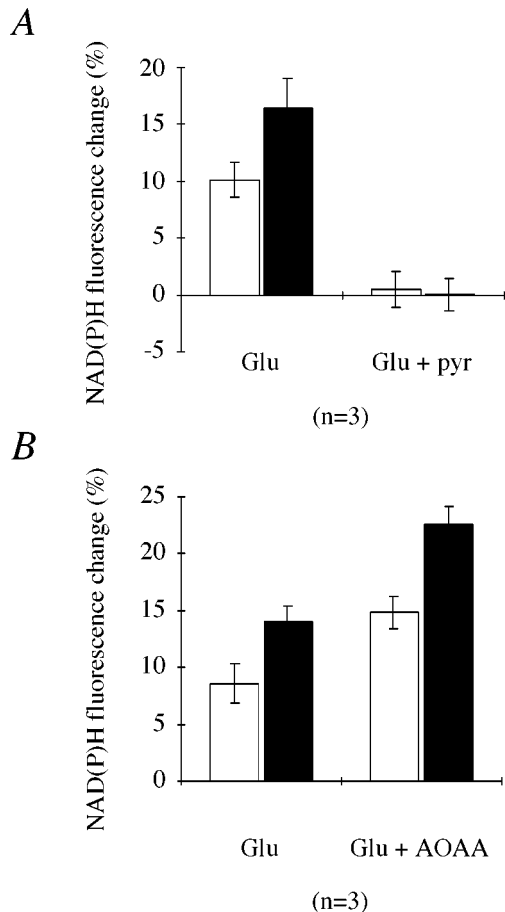 A
NAD(P)H fluorescence change (%)
20
15
10
5
0
-5
Glu
Glu + pyr
(n=3)
B
NAD(P)H fluorescence change (%)
25
20
15
10
5
0
Glu
Glu + AOAA
(n=3)